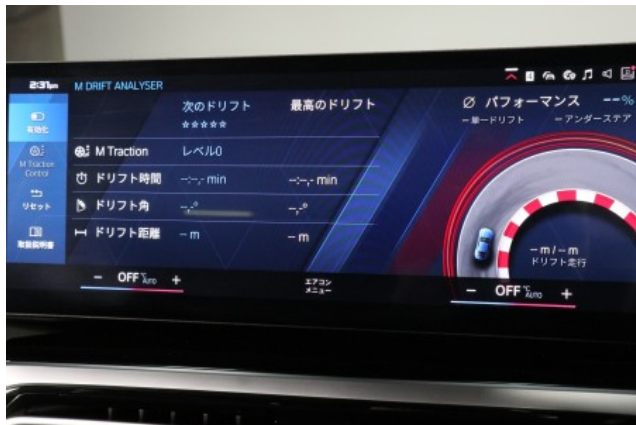 2:31pm
M DRIFT ANALYSER
有効化
M Traction
Control
リセット
取扱説明書
次のドリフト 最高のドリフト
★★★★★
M Traction レベル0
ドリフト時間 --:--,- min --:--,- min
ドリフト角 --,-° --,-°
ドリフト距離 -- m -- m
Ø パフォーマンス --%
単一ドリフト アンダーステア
-- m / -- m
ドリフト走行
− OFF °C AUTO +
エアコン
メニュー
− OFF °C AUTO +